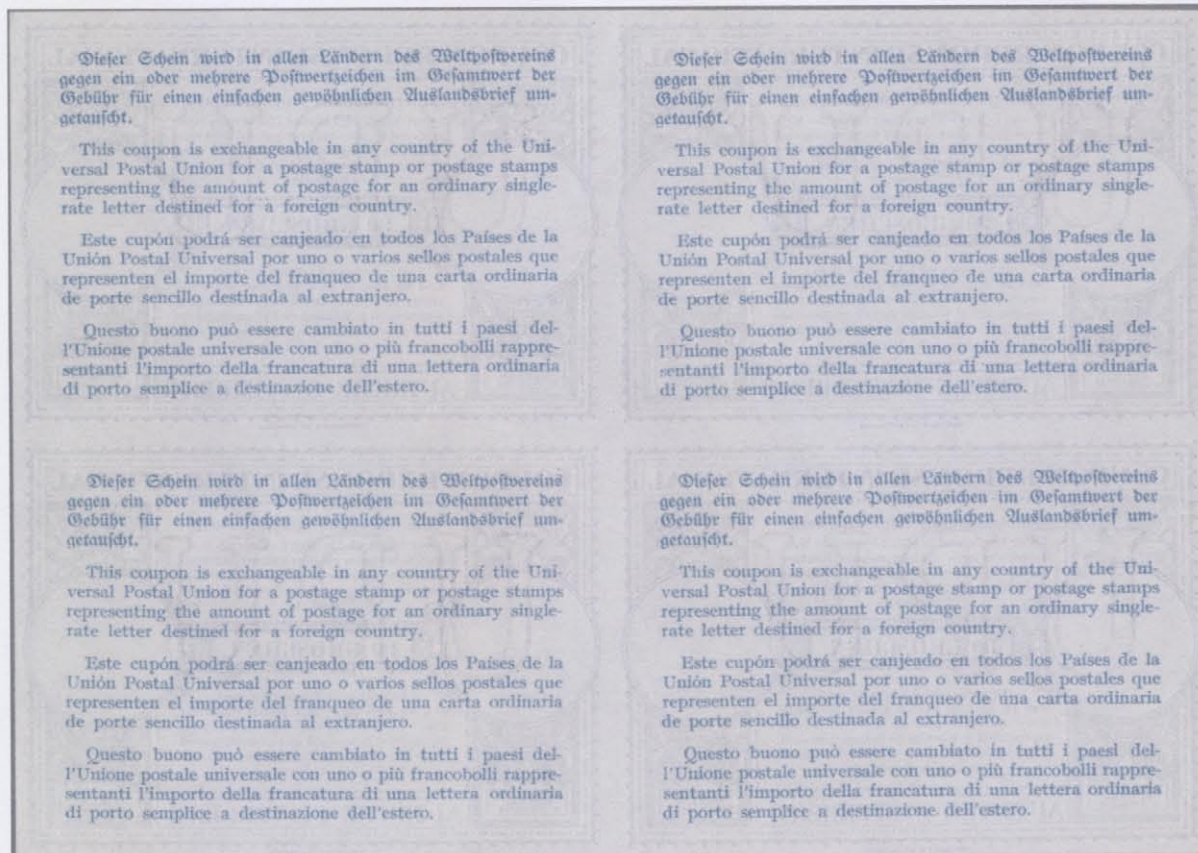 Dieser Schein wird in allen Ländern des Weltpostvereins
gegen ein oder mehrere Postwertzeichen im Gesamtwert der
Gebühr für einen einfachen gewöhnlichen Auslandsbrief um-
getauscht.
This coupon is exchangeable in any country of the Uni-
versal Postal Union for a postage stamp or postage stamps
representing the amount of postage for an ordinary single-
rate letter destined for a foreign country.
Este cupón podrá ser canjeado en todos los Países de la
Unión Postal Universal por uno o varios sellos postales que
representen el importe del franqueo de una carta ordinaria
de porte sencillo destinada al extranjero.
Questo buono può essere cambiato in tutti i paesi del-
l'Unione postale universale con uno o più francobolli rappre-
sentanti l'importo della francatura di una lettera ordinaria
di porto semplice a destinazione dell'estero.
Dieser Schein wird in allen Ländern des Weltpostvereins
gegen ein oder mehrere Postwertzeichen im Gesamtwert der
Gebühr für einen einfachen gewöhnlichen Auslandsbrief um-
getauscht.
This coupon is exchangeable in any country of the Uni-
versal Postal Union for a postage stamp or postage stamps
representing the amount of postage for an ordinary single-
rate letter destined for a foreign country.
Este cupón podrá ser canjeado en todos los Países de la
Unión Postal Universal por uno o varios sellos postales que
representen el importe del franqueo de una carta ordinaria
de porte sencillo destinada al extranjero.
Questo buono può essere cambiato in tutti i paesi del-
l'Unione postale universale con uno o più francobolli rappre-
sentanti l'importo della francatura di una lettera ordinaria
di porto semplice a destinazione dell'estero.
Dieser Schein wird in allen Ländern des Weltpostvereins
gegen ein oder mehrere Postwertzeichen im Gesamtwert der
Gebühr für einen einfachen gewöhnlichen Auslandsbrief um-
getauscht.
This coupon is exchangeable in any country of the Uni-
versal Postal Union for a postage stamp or postage stamps
representing the amount of postage for an ordinary single-
rate letter destined for a foreign country.
Este cupón podrá ser canjeado en todos los Países de la
Unión Postal Universal por uno o varios sellos postales que
representen el importe del franqueo de una carta ordinaria
de porte sencillo destinada al extranjero.
Questo buono può essere cambiato in tutti i paesi del-
l'Unione postale universale con uno o più francobolli rappre-
sentanti l'importo della francatura di una lettera ordinaria
di porto semplice a destinazione dell'estero.
Dieser Schein wird in allen Ländern des Weltpostvereins
gegen ein oder mehrere Postwertzeichen im Gesamtwert der
Gebühr für einen einfachen gewöhnlichen Auslandsbrief um-
getauscht.
This coupon is exchangeable in any country of the Uni-
versal Postal Union for a postage stamp or postage stamps
representing the amount of postage for an ordinary single-
rate letter destined for a foreign country.
Este cupón podrá ser canjeado en todos los Países de la
Unión Postal Universal por uno o varios sellos postales que
representen el importe del franqueo de una carta ordinaria
de porte sencillo destinada al extranjero.
Questo buono può essere cambiato in tutti i paesi del-
l'Unione postale universale con uno o più francobolli rappre-
sentanti l'importo della francatura di una lettera ordinaria
di porto semplice a destinazione dell'estero.